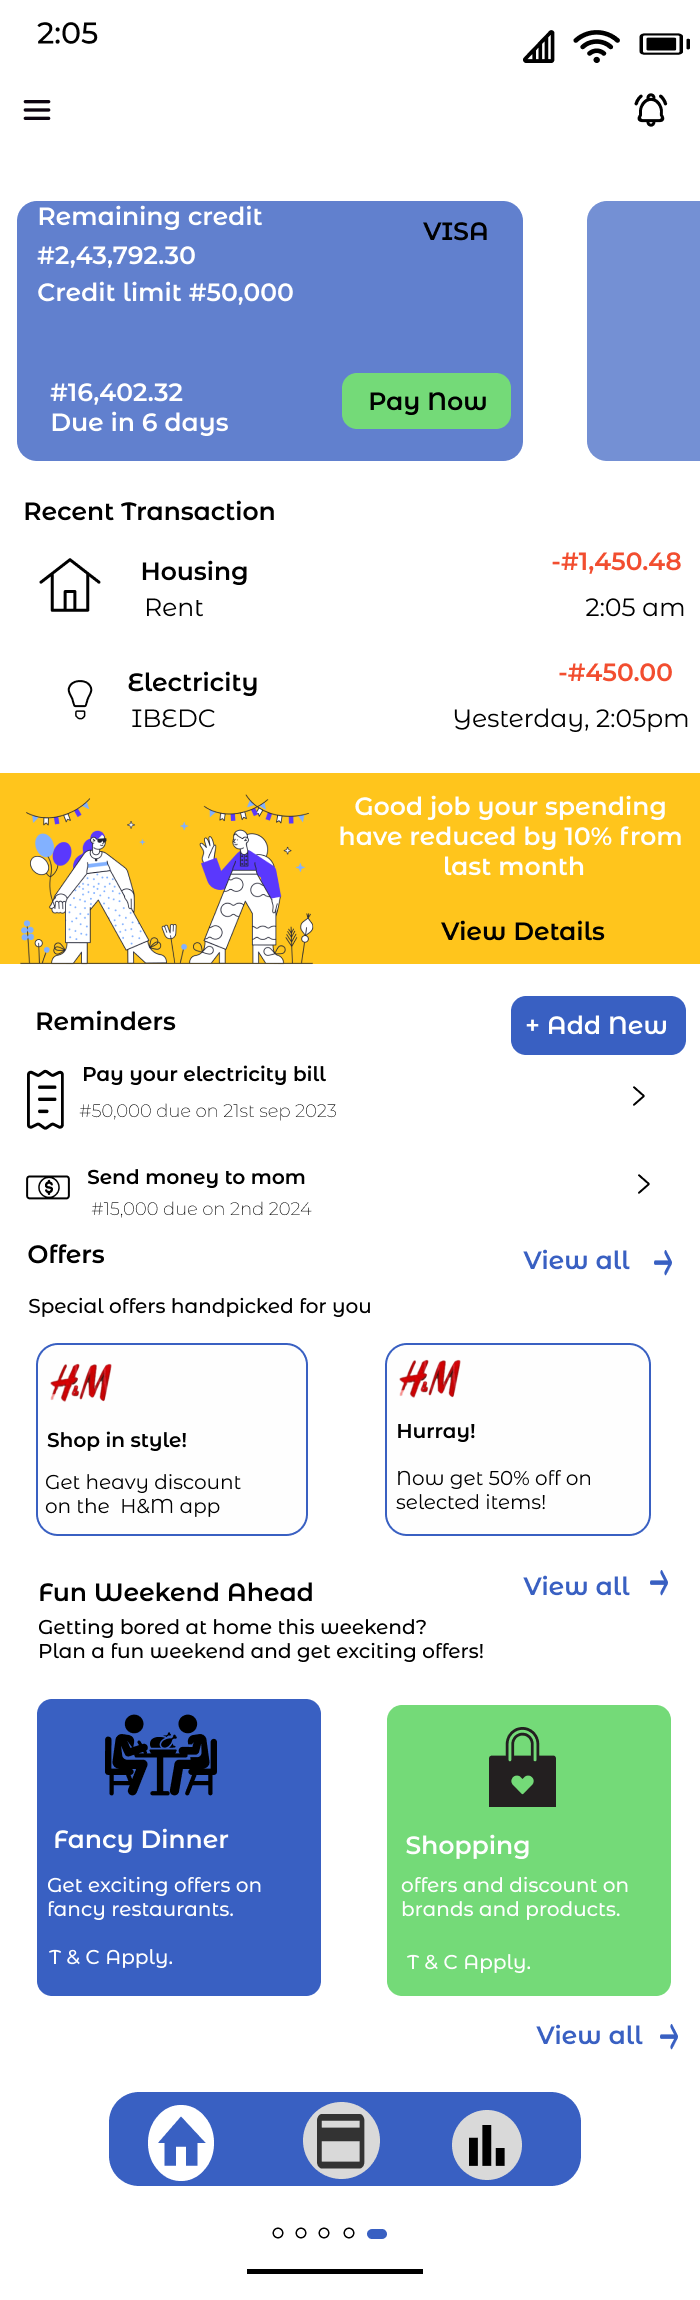 2:05
Remaining credit
VISA
#2,43,792.30
Credit limit #50,000
#16,402.32
Due in 6 days
Pay Now
Recent Transaction
Housing
-#1,450.48
Rent
2:05 am
Electricity
-#450.00
IBEDC
Yesterday, 2:05pm
Good job your spending
have reduced by 10% from
last month
View Details
Reminders
+ Add New
Pay your electricity bill
#50,000 due on 21st sep 2023
Send money to mom
#15,000 due on 2nd 2024
Offers
View all
Special offers handpicked for you
H&M
Shop in style!
Get heavy discount
on the H&M app
H&M
Hurray!
Now get 50% off on
selected items!
Fun Weekend Ahead
View all
Getting bored at home this weekend?
Plan a fun weekend and get exciting offers!
Fancy Dinner
Get exciting offers on
fancy restaurants.
T & C Apply.
Shopping
offers and discount on
brands and products.
T & C Apply.
View all